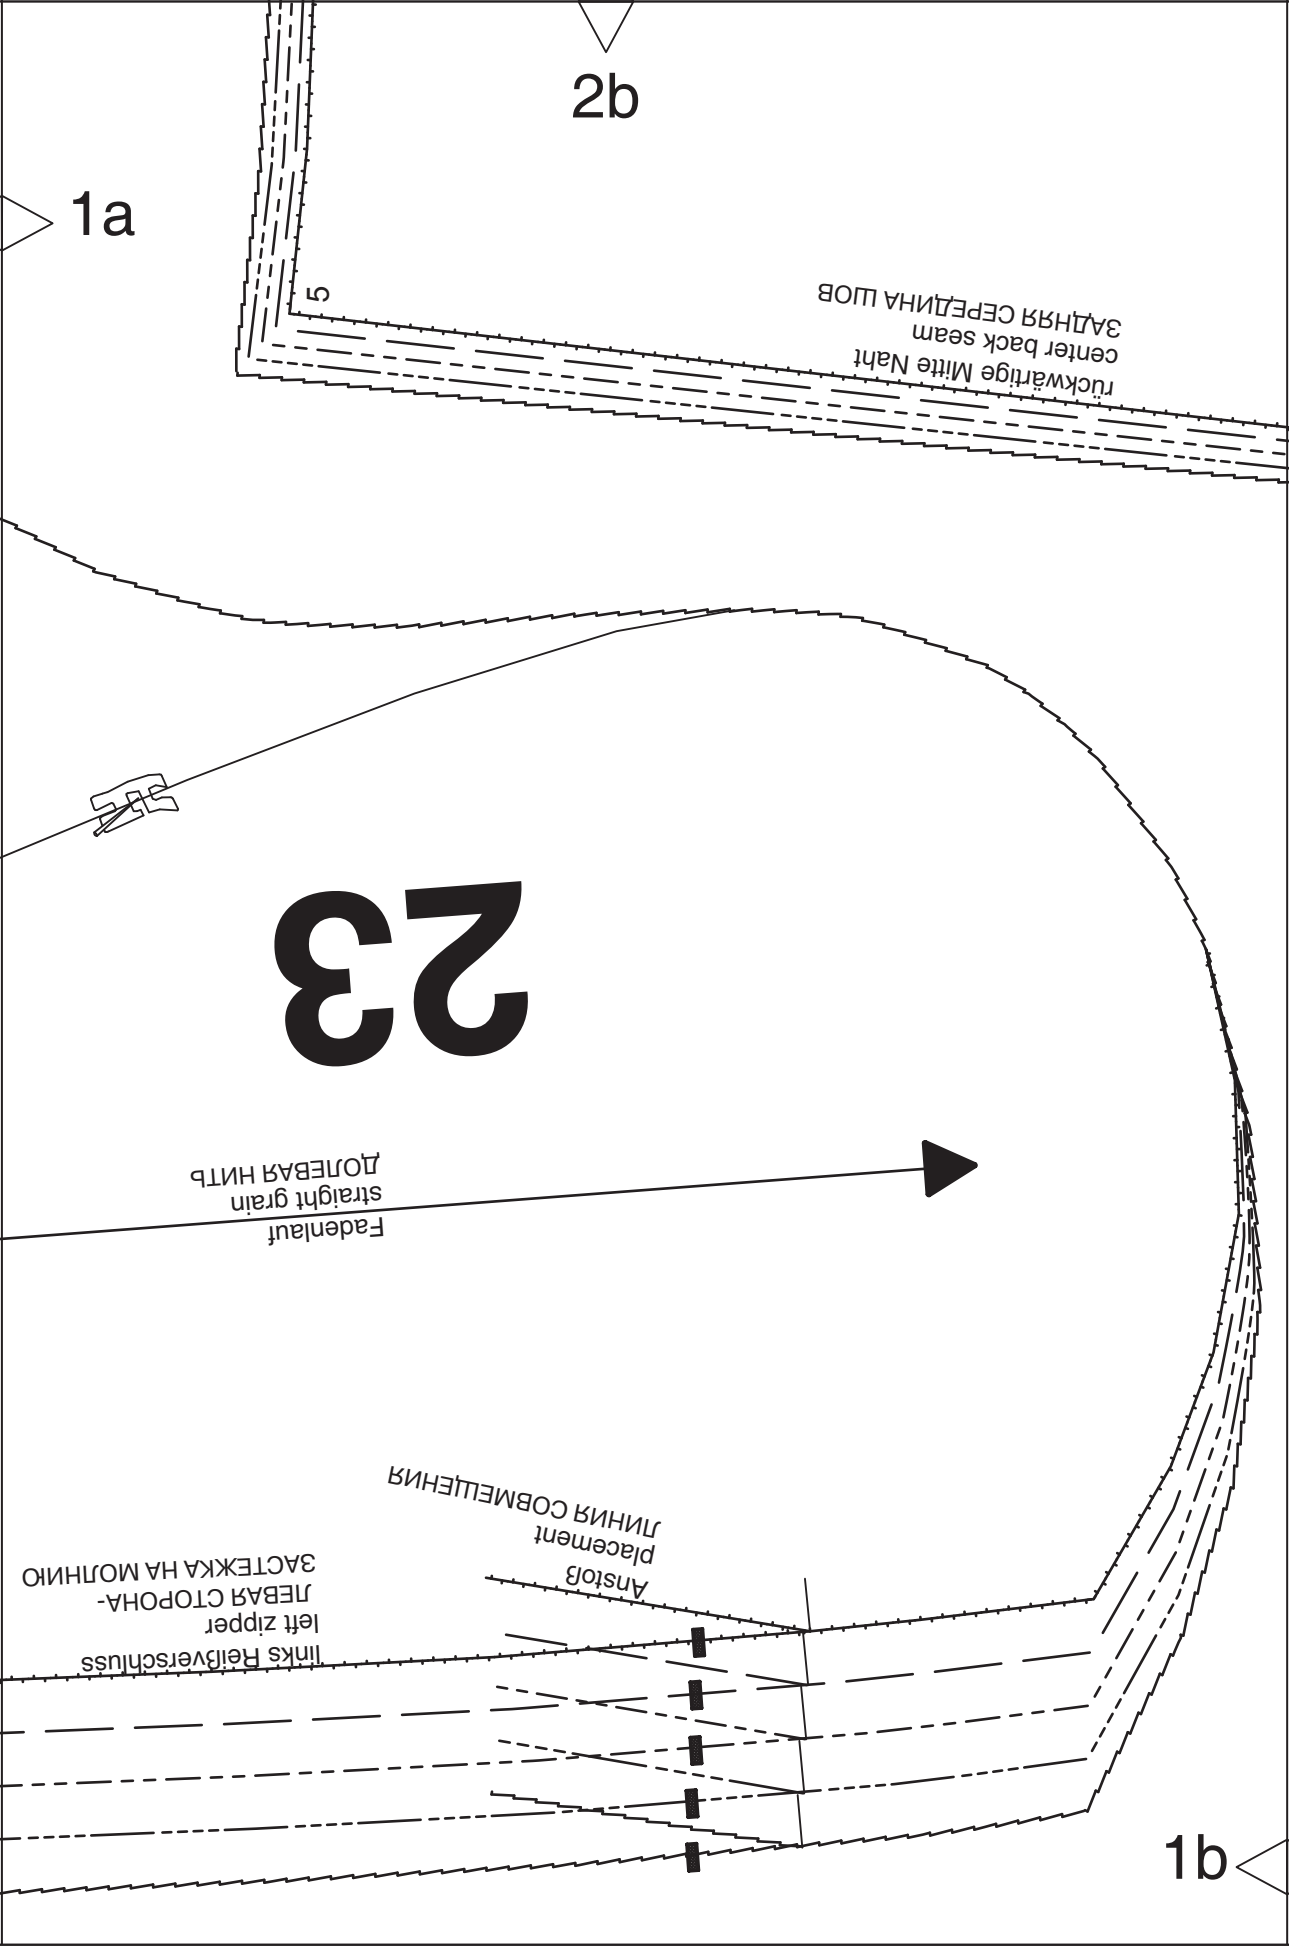 2b
1a
5
rückwärtige Mitte Naht
center back seam
ЗАДНЯЯ СЕРЕДИНА ШОВ
23
Fadenlauf
straight grain
ДОЛЕВАЯ НИТЬ
Anstoß
placement
ЛИНИЯ СОВМЕЩЕНИЯ
links Reißverschluss
left zipper
ЛЕВАЯ СТОРОНА-
ЗАСТЕЖКА НА МОЛНИЮ
1b